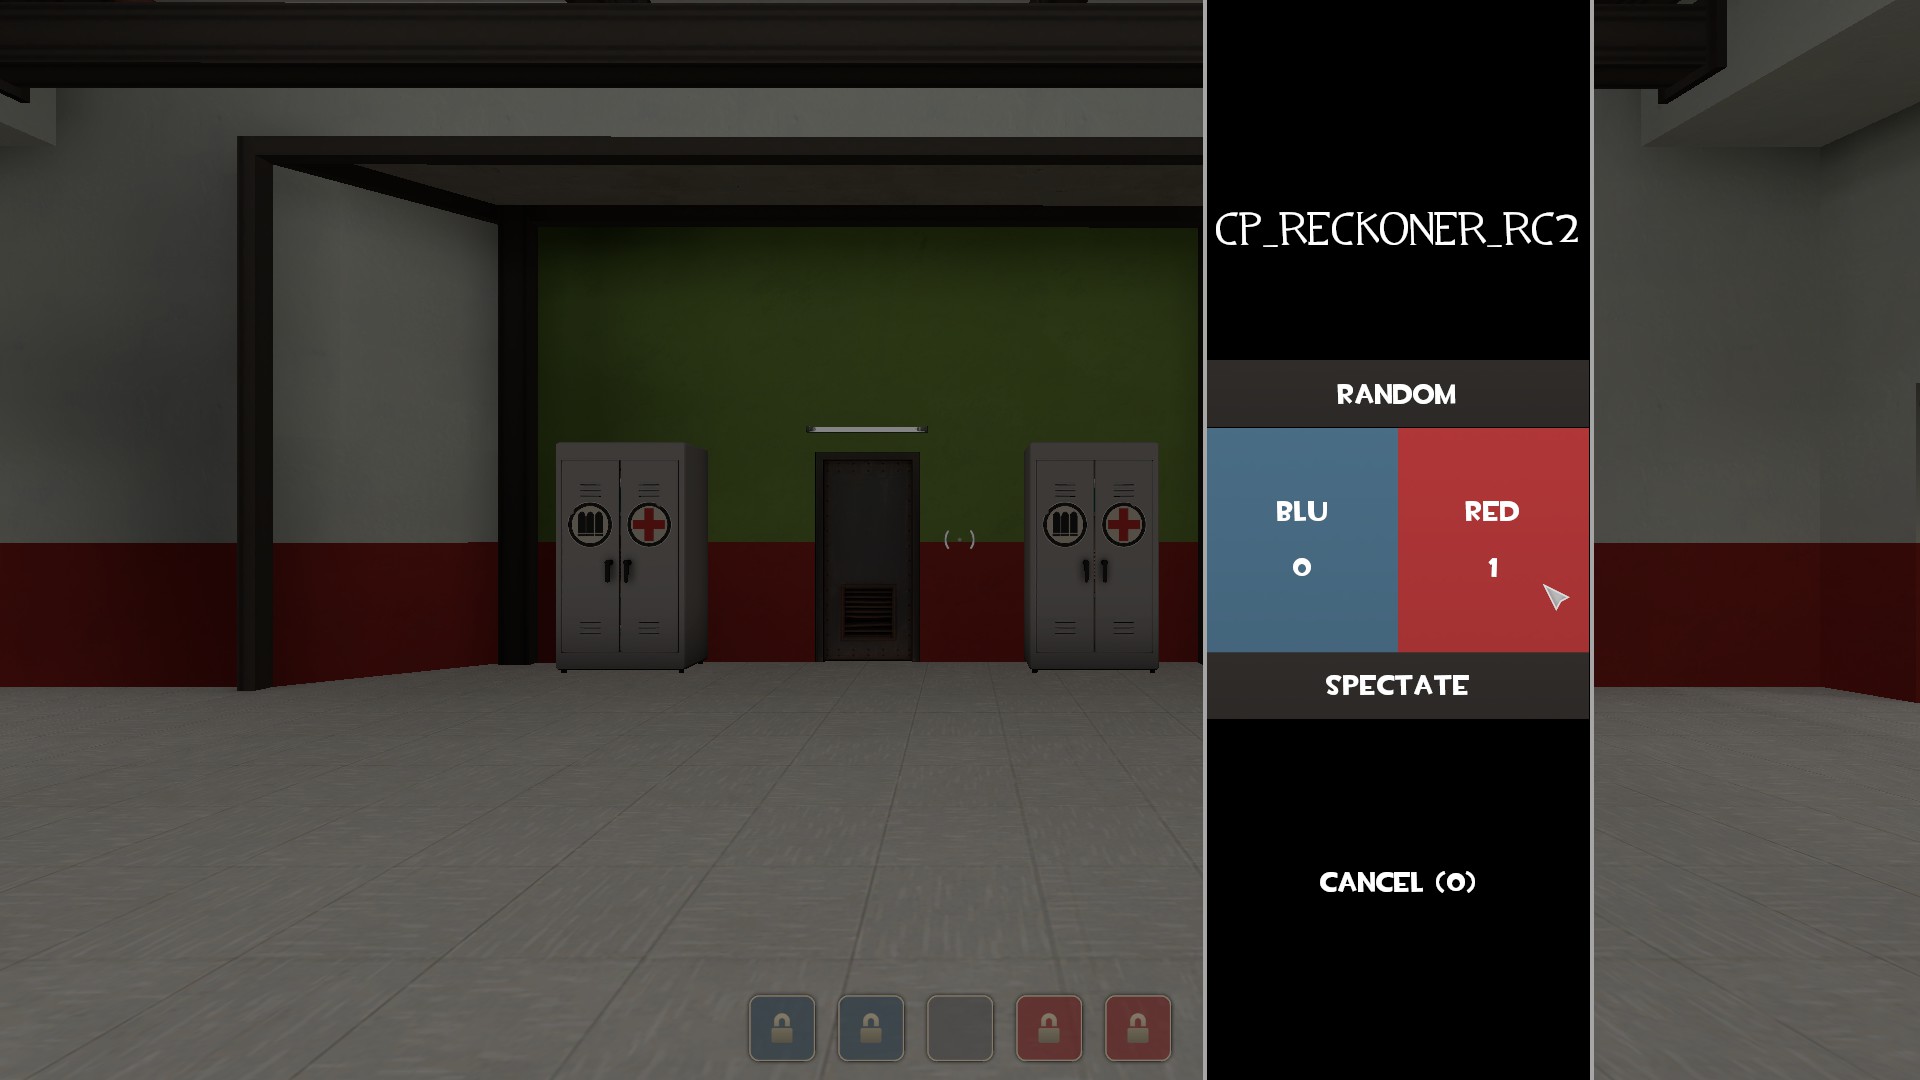 CP_RECKONER_RC2
RANDOM
BLU
RED
0
1
SPECTATE
CANCEL (0)